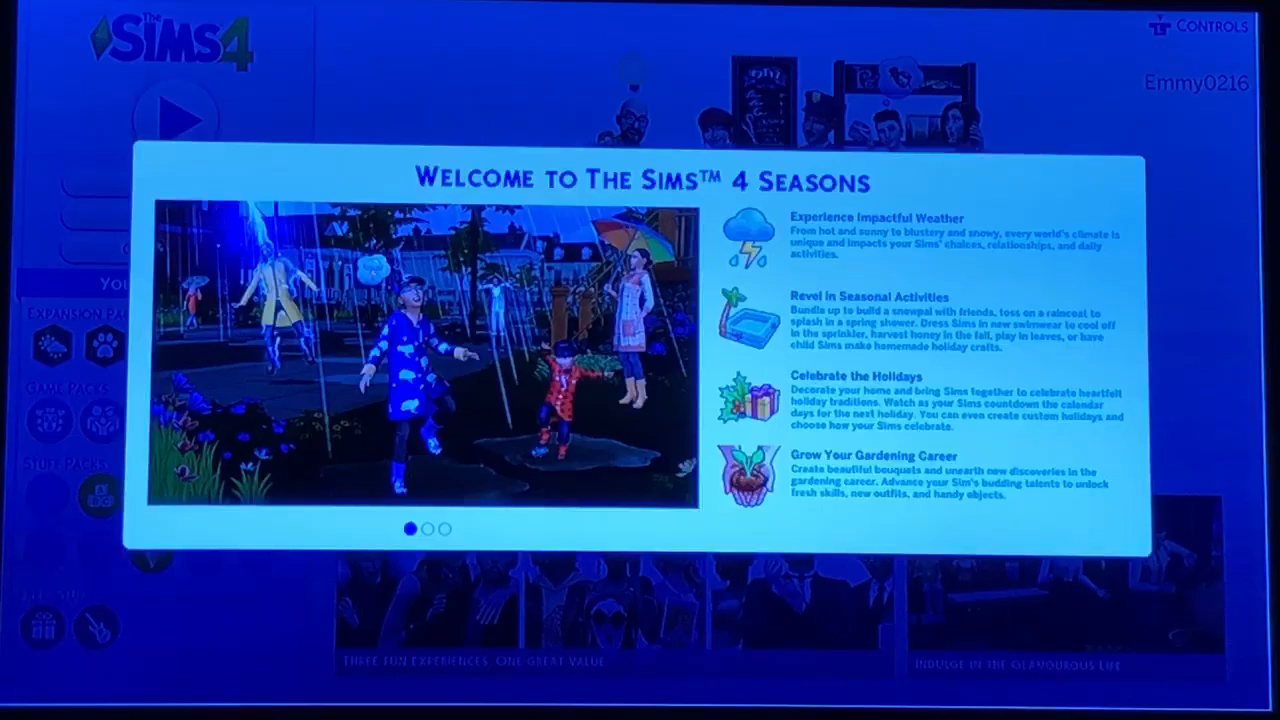 The SIMS 4
CONTROLS
Emmy0216
WELCOME TO THE SIMS™ 4 SEASONS
Experience Impactful Weather
From hot and sunny to blustery and snowy, every world's climate is
unique and impacts your Sims' choices, relationships, and daily
activities.
Revel in Seasonal Activities
Bundle up to build a snowpal with friends, toss on a raincoat to
splash in a spring shower. Dress Sims in new swimwear to cool off
in the sprinkler, harvest honey in the fall, play in leaves, or have
child Sims make homemade holiday crafts.
Celebrate the Holidays
Decorate your home and bring Sims together to celebrate heartfelt
holiday traditions. Watch as your Sims countdown the calendar
days for the next holiday. You can even create custom holidays and
choose how your Sims celebrate.
Grow Your Gardening Career
Create beautiful bouquets and unearth new discoveries in the
gardening career. Advance your Sim's budding talents to unlock
fresh skills, new outfits, and handy objects.
YOU
EXPANSION PA
GAME PACKS
STUFF PACKS
THREE FUN EXPERIENCES. ONE GREAT VALUE
INDULGE IN THE GLAMOUROUS LIFE